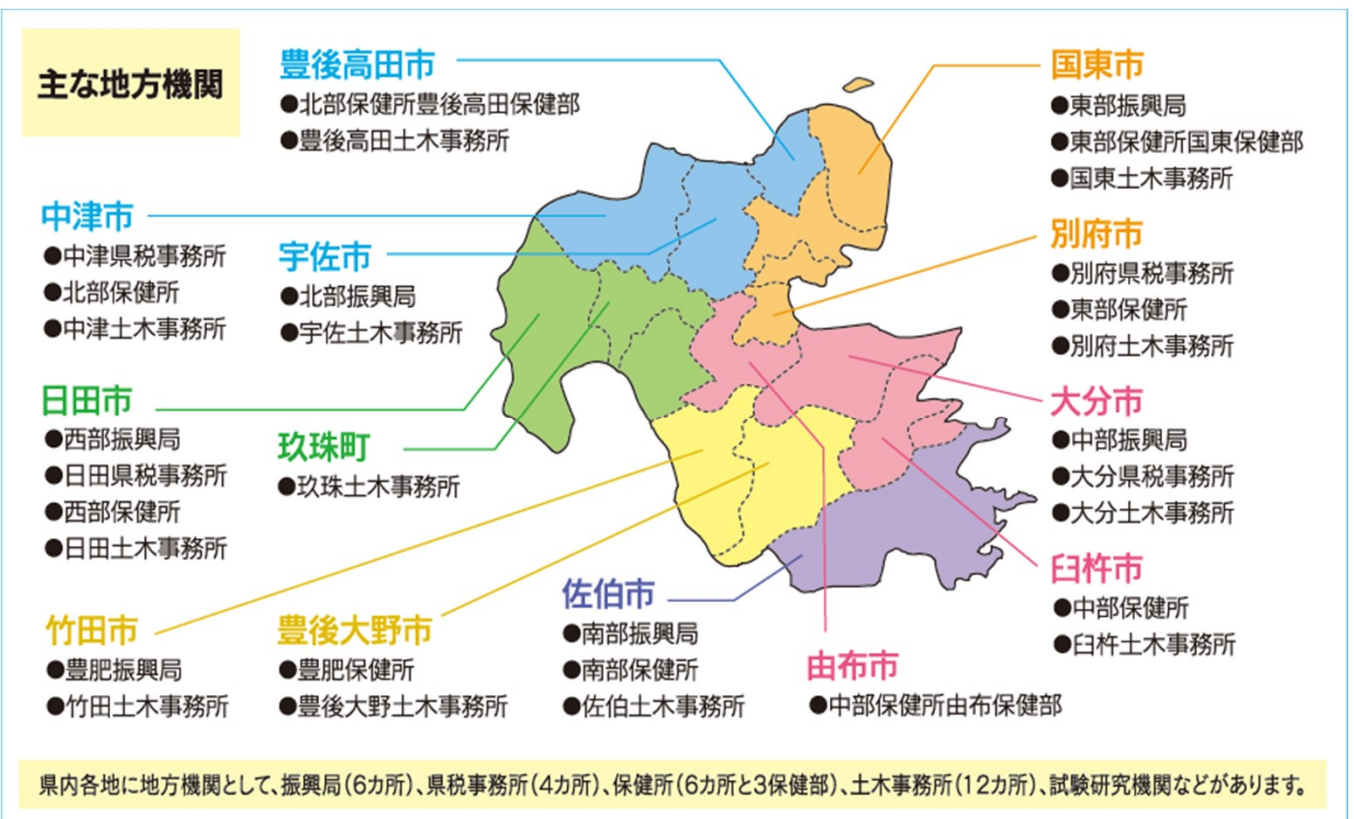 主な地方機関
豊後高田市
●北部保健所豊後高田保健部
●豊後高田土木事務所
国東市
●東部振興局
●東部保健所国東保健部
●国東土木事務所
中津市
●中津県税事務所
●北部保健所
●中津土木事務所
宇佐市
●北部振興局
●宇佐土木事務所
別府市
●別府県税事務所
●東部保健所
●別府土木事務所
日田市
●西部振興局
●日田県税事務所
●西部保健所
●日田土木事務所
玖珠町
●玖珠土木事務所
大分市
●中部振興局
●大分県税事務所
●大分土木事務所
臼杵市
●中部保健所
●臼杵土木事務所
竹田市
●豊肥振興局
●竹田土木事務所
豊後大野市
●豊肥保健所
●豊後大野土木事務所
佐伯市
●南部振興局
●南部保健所
●佐伯土木事務所
由布市
●中部保健所由布保健部
県内各地に地方機関として、振興局(6カ所)、県税事務所(4カ所)、保健所(6カ所と3保健部)、土木事務所(12カ所)、試験研究機関などがあります。